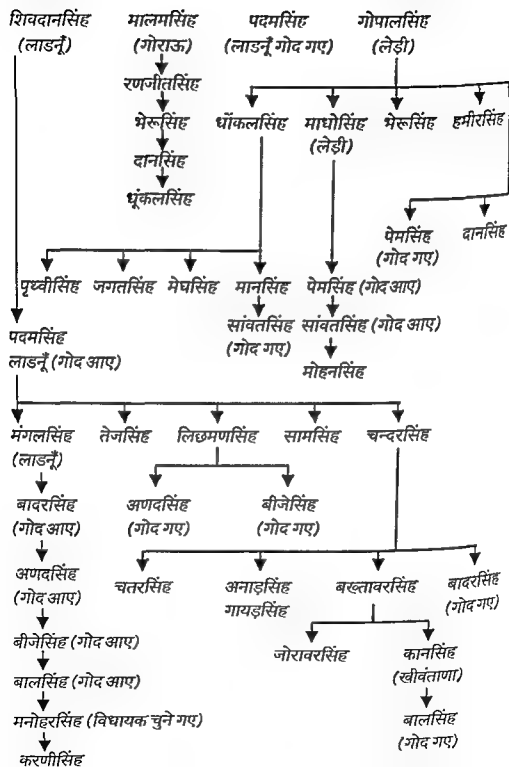 शिवदानसिंह मालमसिंह पदमसिंह गोपालसिंह
(लाडनूँ) (गोराऊ) (लाडनूँ गोद गए) (लेड़ी)
रणजीतसिंह
भेरूसिंह धौंकलसिंह माधोसिंह भेरूसिंह हमीरसिंह
(लेड़ी)
दानसिंह
धूंकलसिंह
पेमसिंह दानसिंह
(गोद गए)
पृथ्वीसिंह जगतसिंह मेघसिंह मानसिंह पेमसिंह (गोद आए)
सांवतसिंह सांवतसिंह (गोद आए)
(गोद गए)
पदमसिंह
लाडनूँ (गोद आए)
मोहनसिंह
मंगलसिंह तेजसिंह लिछमणसिंह सामसिंह चन्दरसिंह
(लाडनूँ)
बादरसिंह अणदसिंह बीजेसिंह
(गोद आए) (गोद गए) (गोद गए)
अणदसिंह चतरसिंह अनाड़सिंह बख्तावरसिंह बादरसिंह
(गोद आए) गायड़सिंह (गोद गए)
बीजेसिंह (गोद आए) जोरावरसिंह कानसिंह
(खीवंताणा)
बालसिंह (गोद आए)
मनोहरसिंह (विधायक चुने गए) बालसिंह
(गोद गए)
करणीसिंह